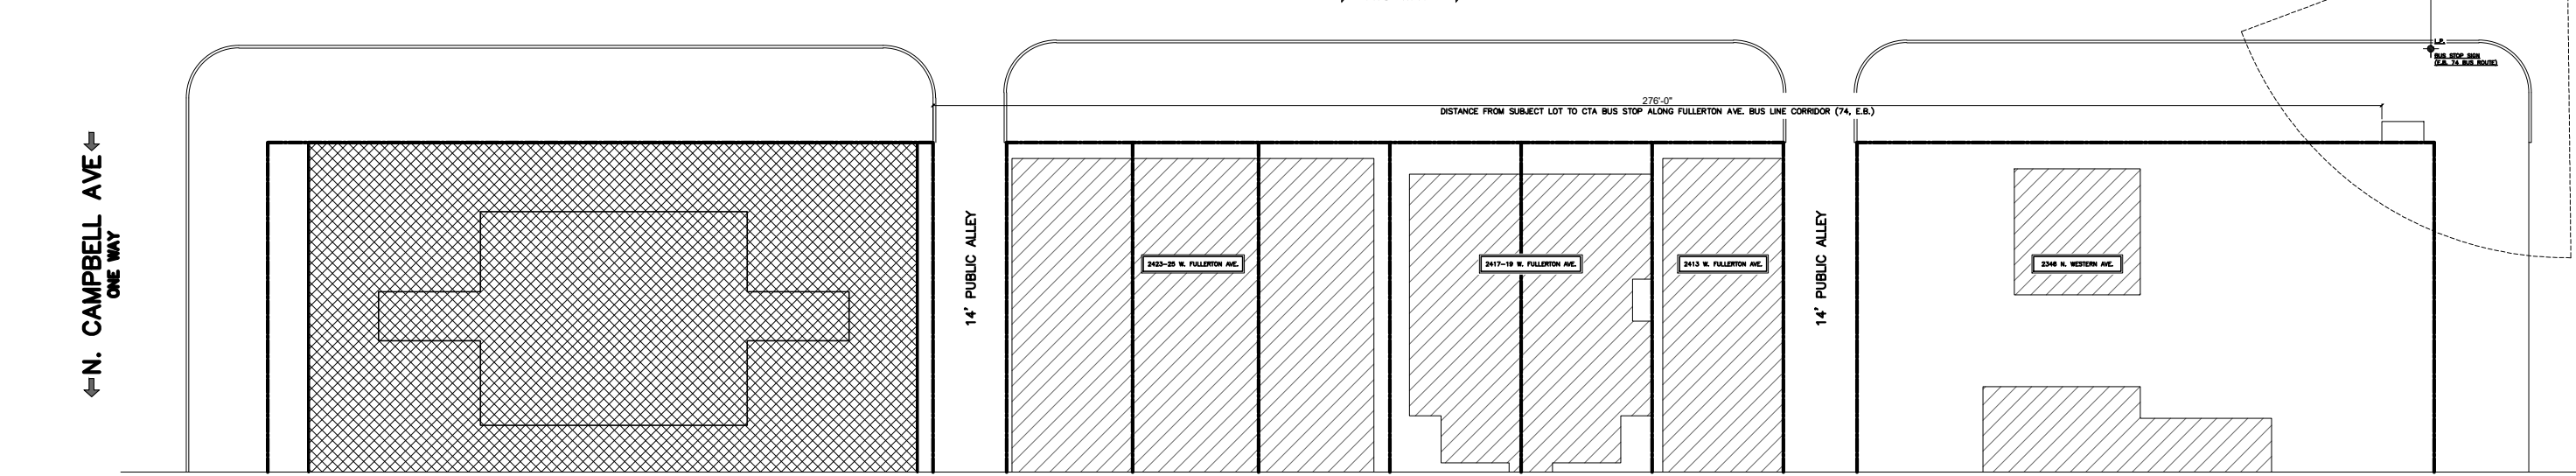 L.P.
BUS STOP SIGN
(E.B. 74 BUS ROUTE)
276'-0"
DISTANCE FROM SUBJECT LOT TO CTA BUS STOP ALONG FULLERTON AVE. BUS LINE CORRIDOR (74, E.B.)
N. CAMPBELL AVE
ONE WAY
14' PUBLIC ALLEY
2423-25 W. FULLERTON AVE.
2417-19 W. FULLERTON AVE.
2413 W. FULLERTON AVE.
14' PUBLIC ALLEY
2346 N. WESTERN AVE.